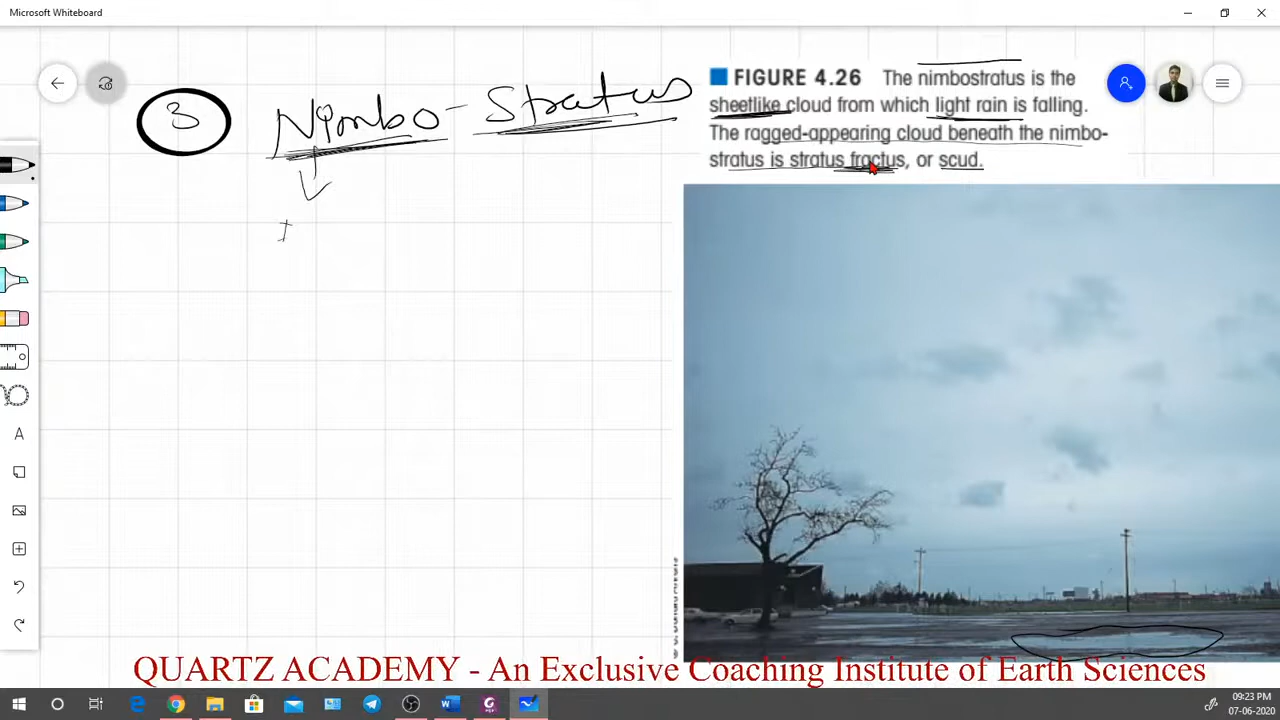 Microsoft Whiteboard
3 Nimbo-Stratus
FIGURE 4.26 The nimbostratus is the
sheetlike cloud from which light rain is falling.
The ragged-appearing cloud beneath the nimbo-
stratus is stratus fractus, or scud.
A
QUARTZ ACADEMY - An Exclusive Coaching Institute of Earth Sciences
09:23 PM
07-06-2020